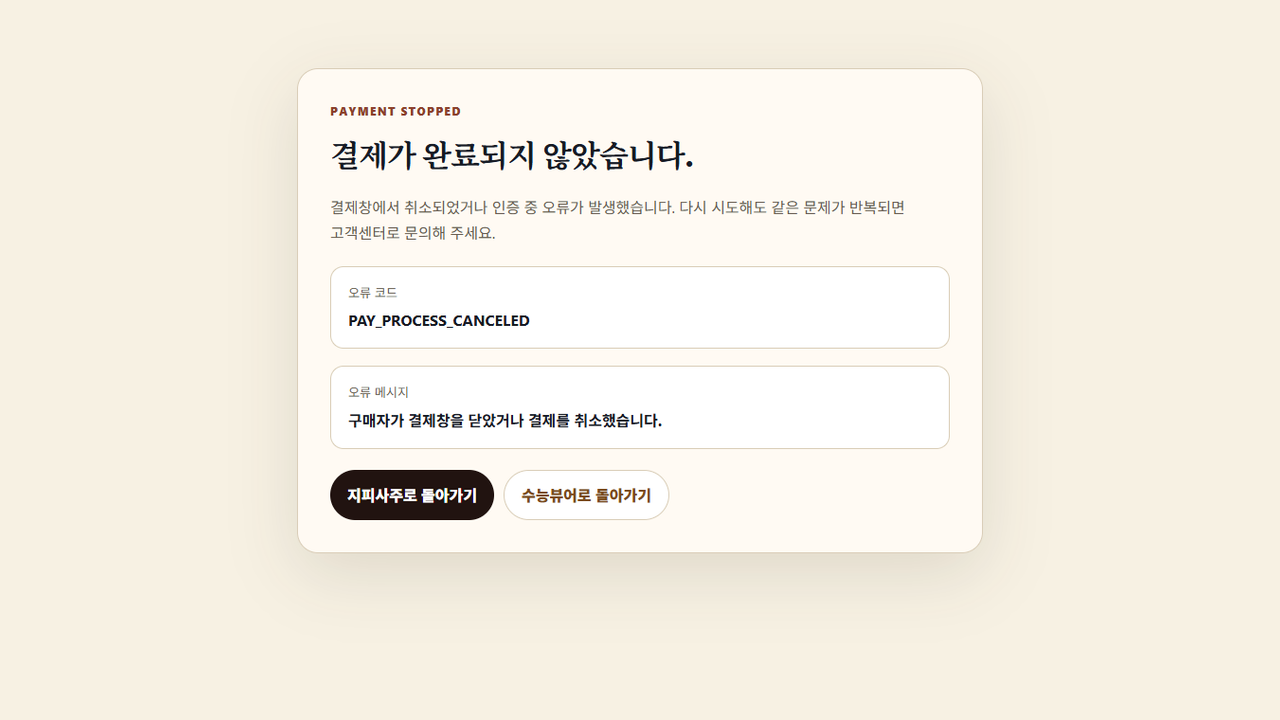 PAYMENT STOPPED
결제가 완료되지 않았습니다.
결제창에서 취소되었거나 인증 중 오류가 발생했습니다. 다시 시도해도 같은 문제가 반복되면
고객센터로 문의해 주세요.
오류 코드
PAY_PROCESS_CANCELED
오류 메시지
구매자가 결제창을 닫았거나 결제를 취소했습니다.
지피사주로 돌아가기
수능뷰어로 돌아가기